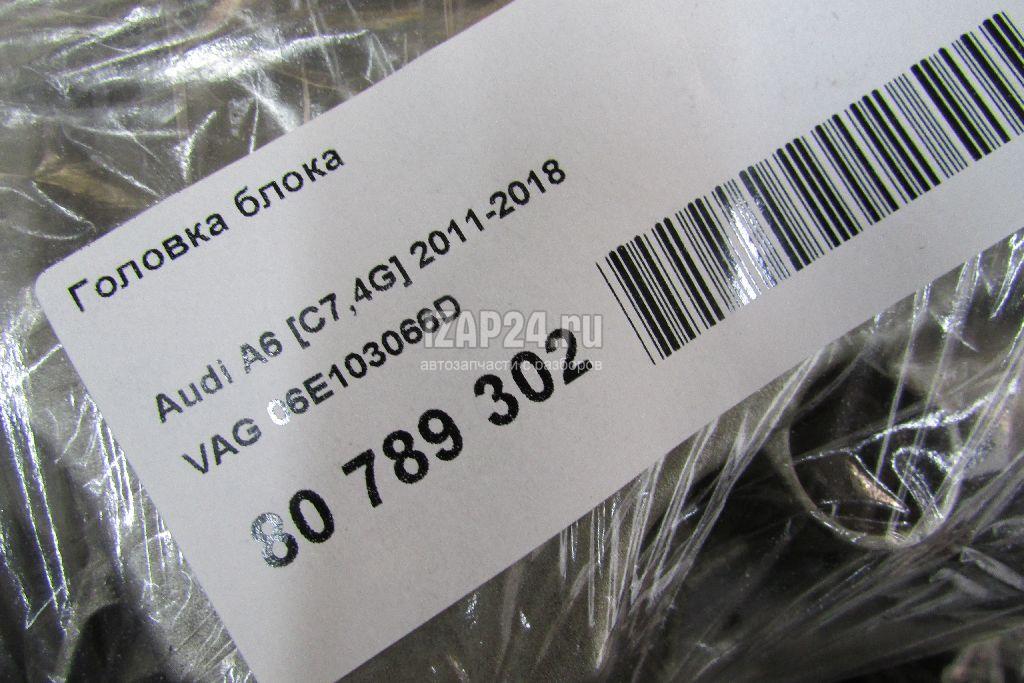 Головка блока
Audi A6 [C7,4G] 2011-2018
VAG 06E103066D
80 789 302
IZAP24.ru
автозапчасти с разборов